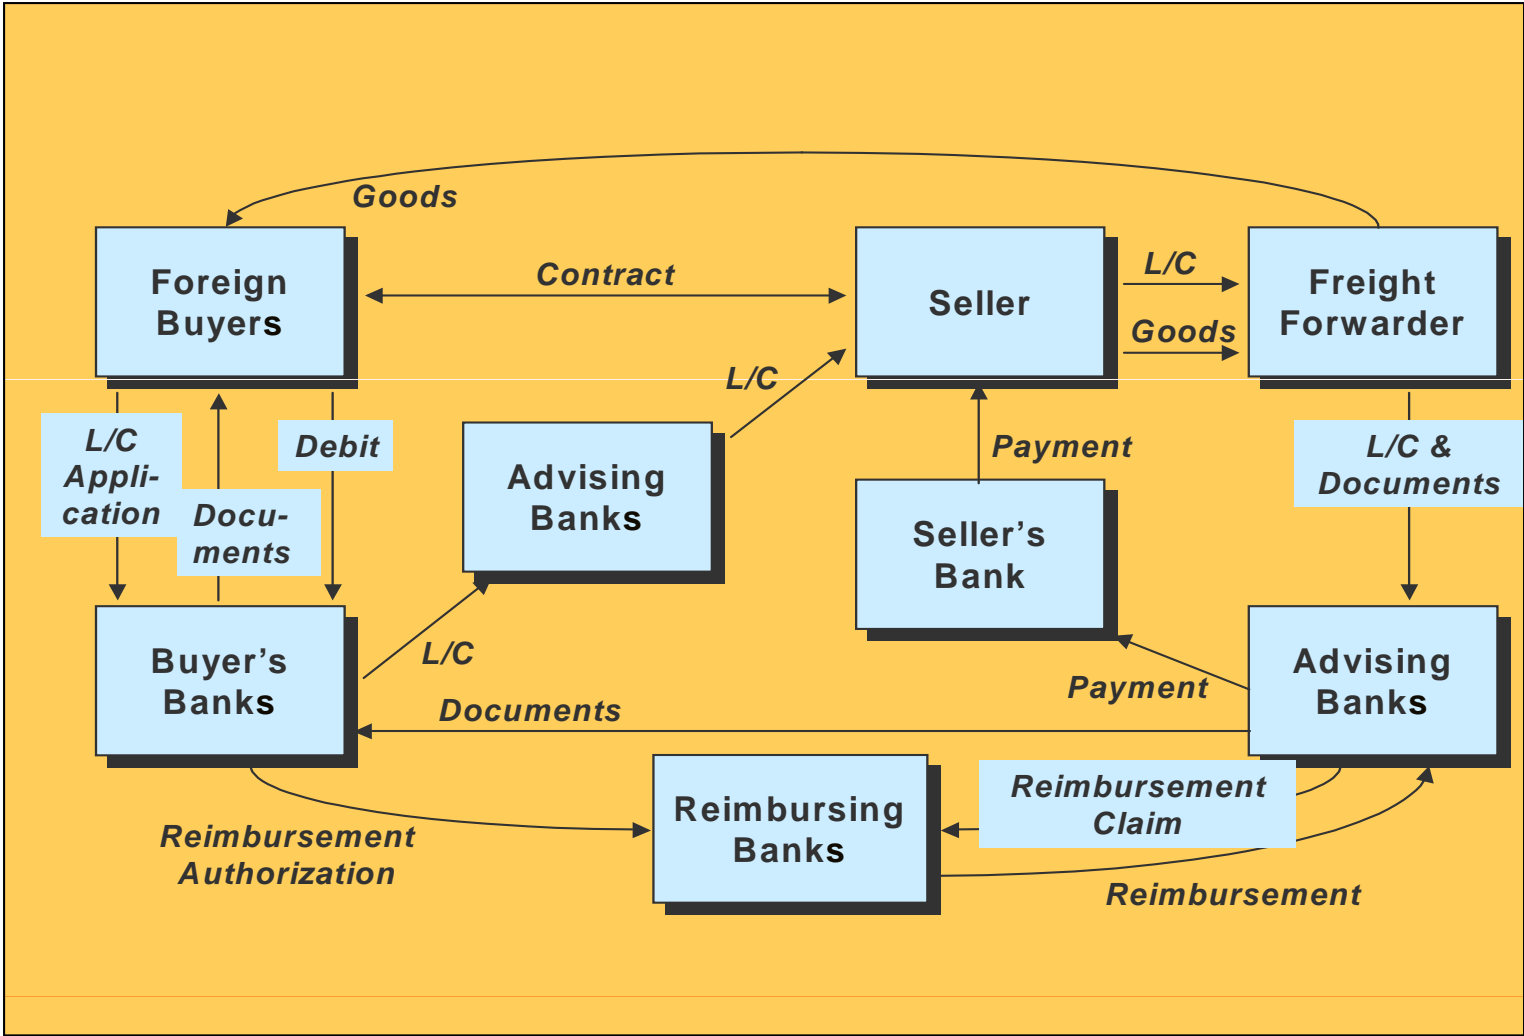 Goods
Foreign
Buyers
Contract
Seller
L/C
Goods
Freight
Forwarder
L/C
L/C
Appli-
cation
Docu-
ments
Debit
Advising
Banks
Payment
Seller's
Bank
L/C &
Documents
Buyer's
Banks
L/C
Documents
Payment
Advising
Banks
Reimbursement
Authorization
Reimbursing
Banks
Reimbursement
Claim
Reimbursement